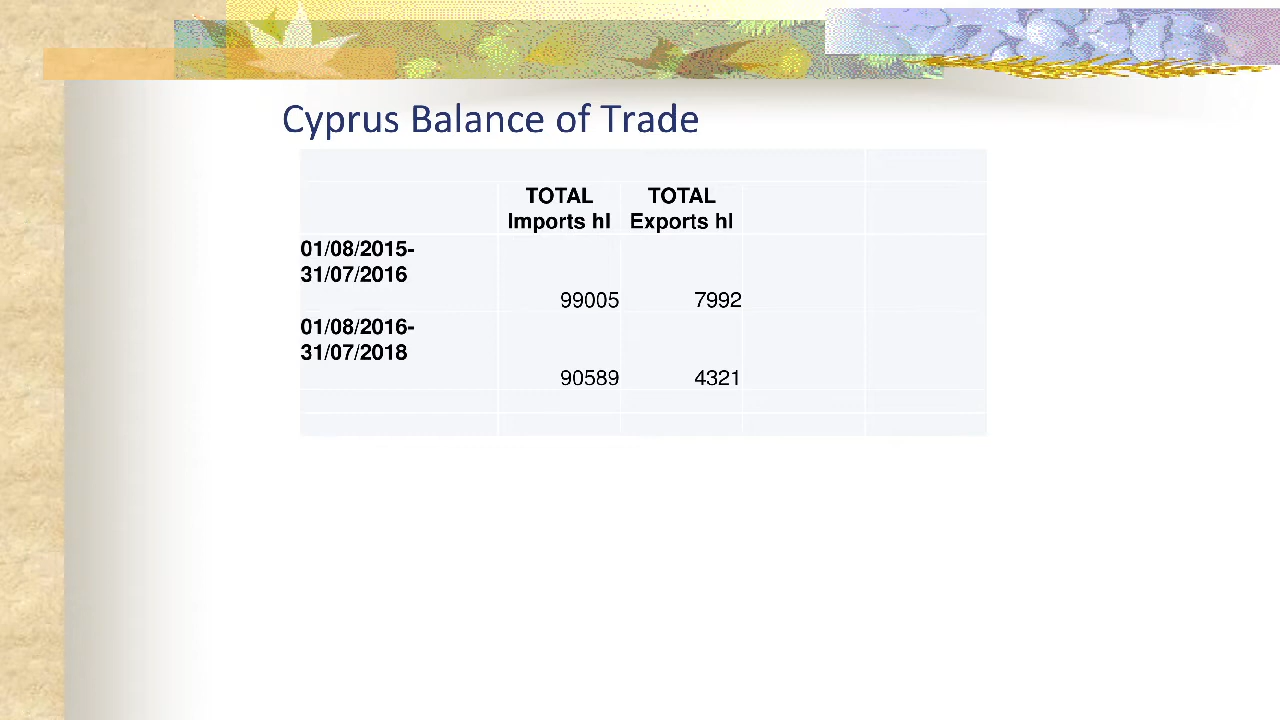 Cyprus Balance of Trade
TOTAL TOTAL
Imports hl Exports hl
01/08/2015-
31/07/2016
99005 7992
01/08/2016-
31/07/2018
90589 4321